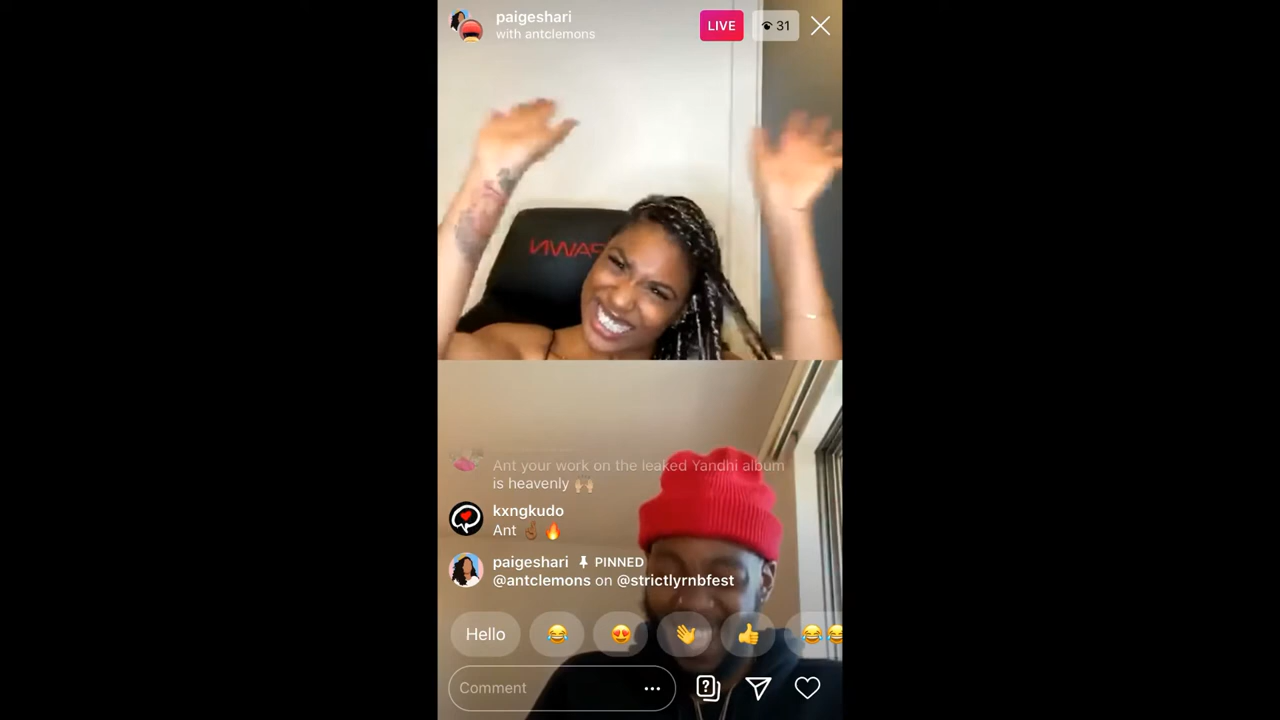 paigeshari
with antclemons
LIVE
31
NWAR
Ant your work on the leaked Yandhi album
is heavenly 🙌🏼
kxngkudo
Ant 🤞🏾🔥
paigeshari PINNED
@antclemons on @strictlyrnbfest
Hello 😂 😍 👋 👍 😂😂
Comment ...